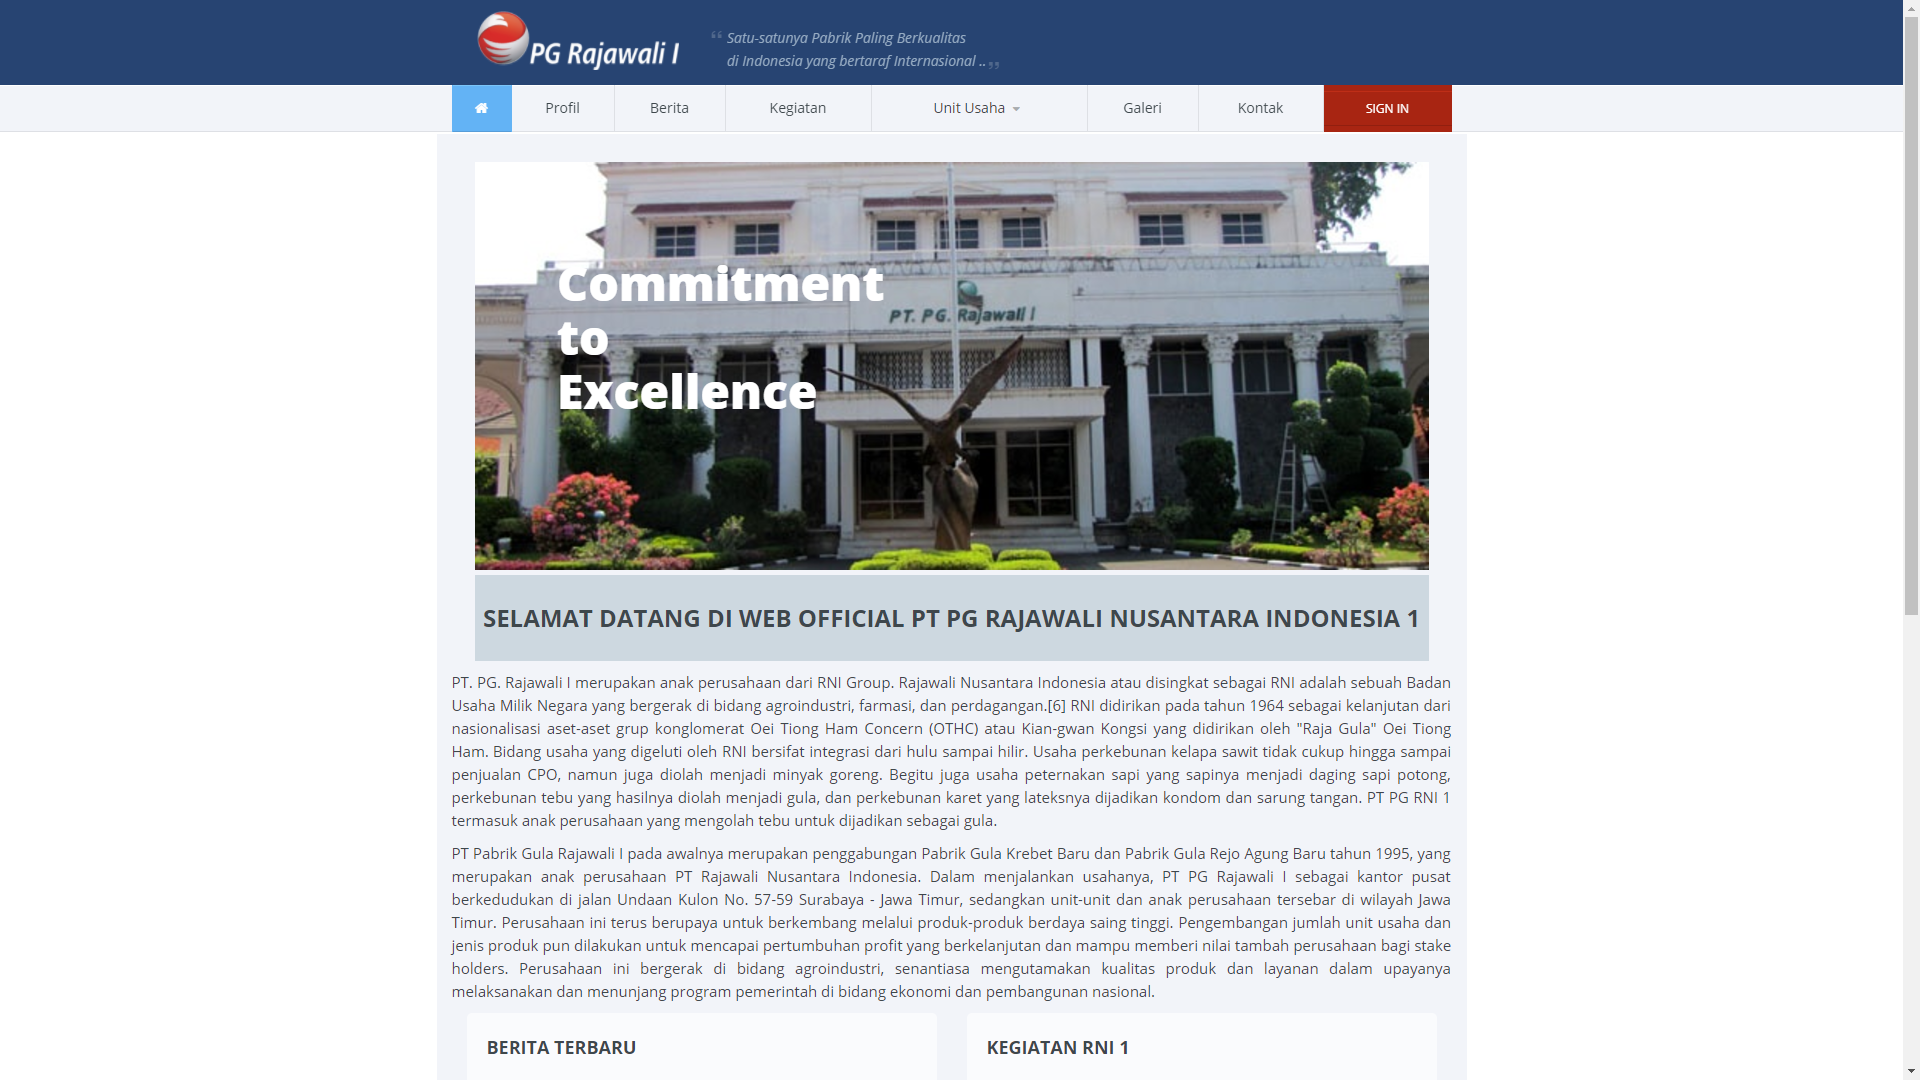 PG Rajawali I
“ Satu-satunya Pabrik Paling Berkualitas
di Indonesia yang bertaraf Internasional .. ”
Profil
Berita
Kegiatan
Unit Usaha
Galeri
Kontak
SIGN IN
Commitment
to
Excellence
PT. PG. Rajawali I
SELAMAT DATANG DI WEB OFFICIAL PT PG RAJAWALI NUSANTARA INDONESIA 1
PT. PG. Rajawali I merupakan anak perusahaan dari RNI Group. Rajawali Nusantara Indonesia atau disingkat sebagai RNI adalah sebuah Badan
Usaha Milik Negara yang bergerak di bidang agroindustri, farmasi, dan perdagangan.[6] RNI didirikan pada tahun 1964 sebagai kelanjutan dari
nasionalisasi aset-aset grup konglomerat Oei Tiong Ham Concern (OTHC) atau Kian-gwan Kongsi yang didirikan oleh "Raja Gula" Oei Tiong
Ham. Bidang usaha yang digeluti oleh RNI bersifat integrasi dari hulu sampai hilir. Usaha perkebunan kelapa sawit tidak cukup hingga sampai
penjualan CPO, namun juga diolah menjadi minyak goreng. Begitu juga usaha peternakan sapi yang sapinya menjadi daging sapi potong,
perkebunan tebu yang hasilnya diolah menjadi gula, dan perkebunan karet yang lateksnya dijadikan kondom dan sarung tangan. PT PG RNI 1
termasuk anak perusahaan yang mengolah tebu untuk dijadikan sebagai gula.
PT Pabrik Gula Rajawali I pada awalnya merupakan penggabungan Pabrik Gula Krebet Baru dan Pabrik Gula Rejo Agung Baru tahun 1995, yang
merupakan anak perusahaan PT Rajawali Nusantara Indonesia. Dalam menjalankan usahanya, PT PG Rajawali I sebagai kantor pusat
berkedudukan di jalan Undaan Kulon No. 57-59 Surabaya - Jawa Timur, sedangkan unit-unit dan anak perusahaan tersebar di wilayah Jawa
Timur. Perusahaan ini terus berupaya untuk berkembang melalui produk-produk berdaya saing tinggi. Pengembangan jumlah unit usaha dan
jenis produk pun dilakukan untuk mencapai pertumbuhan profit yang berkelanjutan dan mampu memberi nilai tambah perusahaan bagi stake
holders. Perusahaan ini bergerak di bidang agroindustri, senantiasa mengutamakan kualitas produk dan layanan dalam upayanya
melaksanakan dan menunjang program pemerintah di bidang ekonomi dan pembangunan nasional.
BERITA TERBARU
KEGIATAN RNI 1